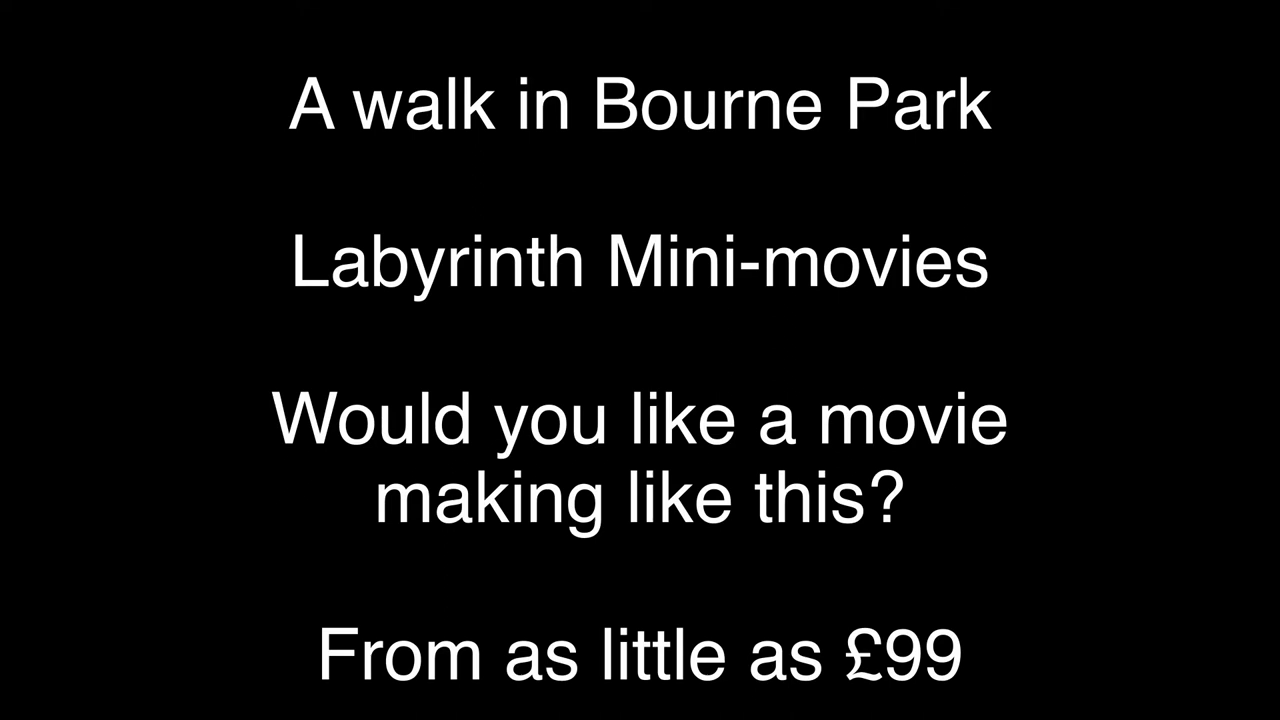 A walk in Bourne Park
Labyrinth Mini-movies
Would you like a movie
making like this?
From as little as £99